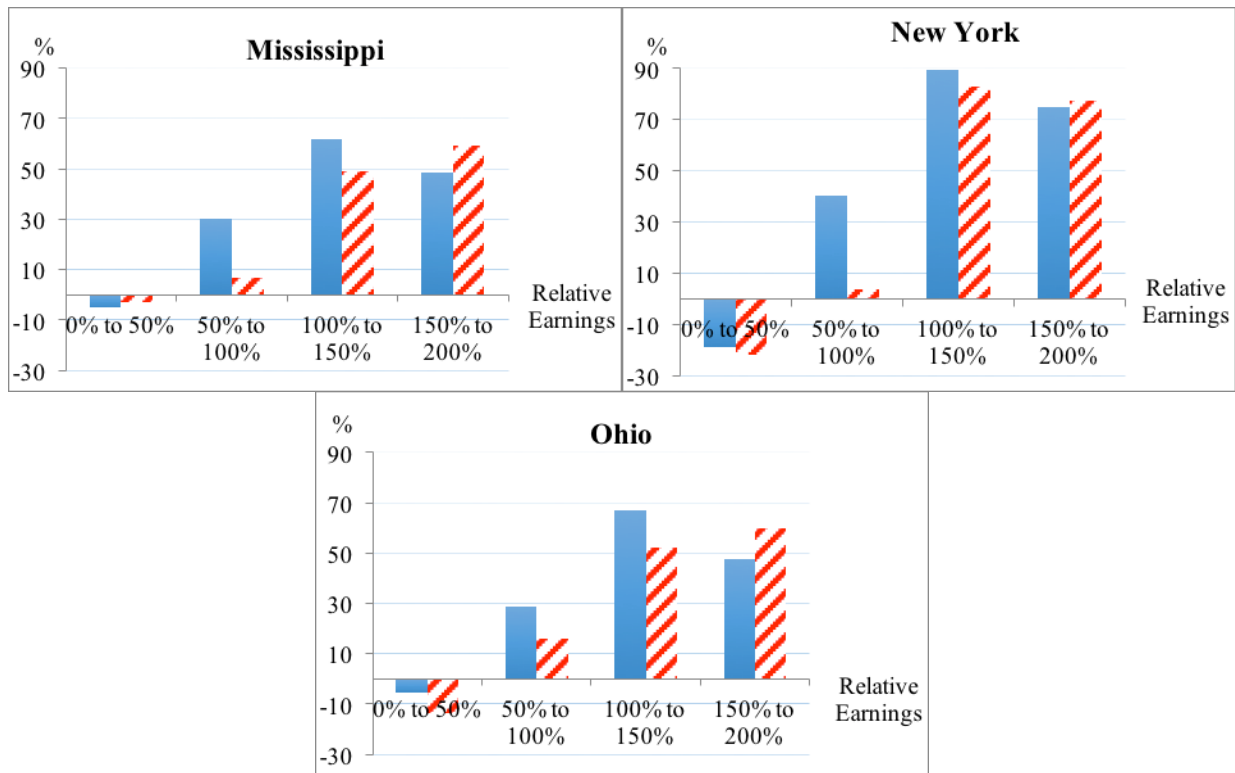 Mississippi
%
90
70
50
30
10
-10
-30
0% to 50%
50% to
100%
100% to
150%
150% to
200%
Relative
Earnings
New York
%
90
70
50
30
10
-10
-30
0% to 50%
50% to
100%
100% to
150%
150% to
200%
Relative
Earnings
Ohio
%
90
70
50
30
10
-10
-30
0% to 50%
50% to
100%
100% to
150%
150% to
200%
Relative
Earnings